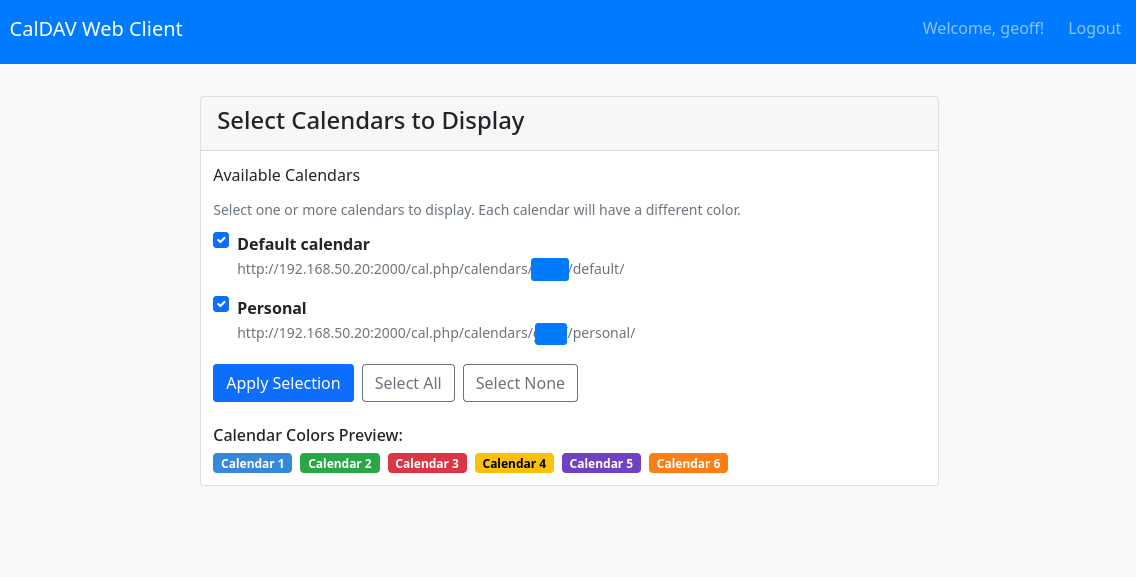 CalDAV Web Client
Welcome, geoff! Logout
Select Calendars to Display
Available Calendars
Select one or more calendars to display. Each calendar will have a different color.
Default calendar
http://192.168.50.20:2000/cal.php/calendars/ /default/
Personal
http://192.168.50.20:2000/cal.php/calendars/ /personal/
Apply Selection Select All Select None
Calendar Colors Preview:
Calendar 1 Calendar 2 Calendar 3 Calendar 4 Calendar 5 Calendar 6